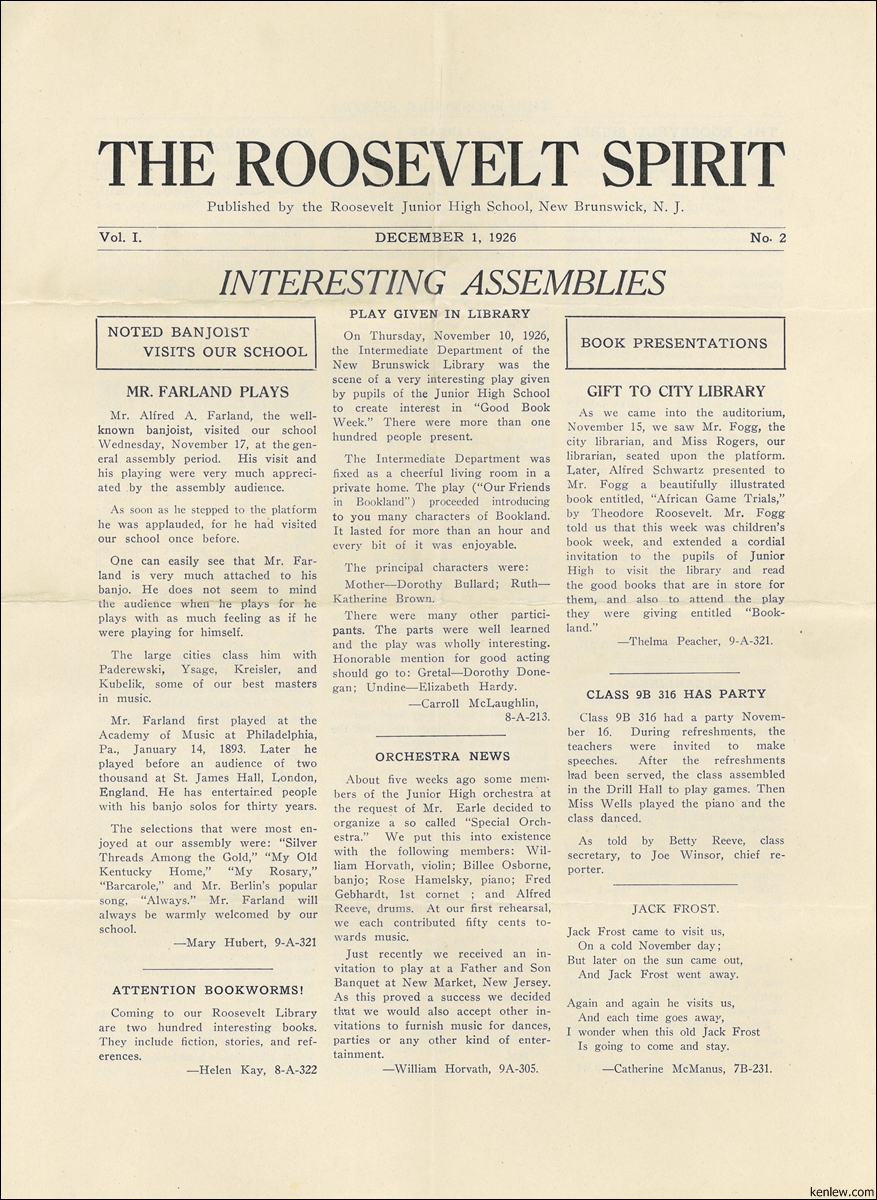 THE ROOSEVELT SPIRIT
Published by the Roosevelt Junior High School, New Brunswick, N. J.
Vol. I. DECEMBER 1, 1926 No. 2
INTERESTING ASSEMBLIES
NOTED BANJOIST
VISITS OUR SCHOOL
MR. FARLAND PLAYS
Mr. Alfred A. Farland, the well-
known banjoist, visited our school
Wednesday, November 17, at the gen-
eral assembly period. His visit and
his playing were very much appreci-
ated by the assembly audience.
As soon as he stepped to the platform
he was applauded, for he had visited
our school once before.
One can easily see that Mr. Far-
land is very much attached to his
banjo. He does not seem to mind
the audience when he plays for he
plays with as much feeling as if he
were playing for himself.
The large cities class him with
Paderewski, Ysage, Kreisler, and
Kubelik, some of our best masters
in music.
Mr. Farland first played at the
Academy of Music at Philadelphia,
Pa., January 14, 1893. Later he
played before an audience of two
thousand at St. James Hall, London,
England. He has entertained people
with his banjo solos for thirty years.
The selections that were most en-
joyed at our assembly were: "Silver
Threads Among the Gold," "My Old
Kentucky Home," "My Rosary,"
"Barcarole," and Mr. Berlin's popular
song, "Always." Mr. Farland will
always be warmly welcomed by our
school.
—Mary Hubert, 9-A-321
ATTENTION BOOKWORMS!
Coming to our Roosevelt Library
are two hundred interesting books.
They include fiction, stories, and ref-
erences.
—Helen Kay, 8-A-322
PLAY GIVEN IN LIBRARY
On Thursday, November 10, 1926,
the Intermediate Department of the
New Brunswick Library was the
scene of a very interesting play given
by pupils of the Junior High School
to create interest in "Good Book
Week." There were more than one
hundred people present.
The Intermediate Department was
fixed as a cheerful living room in a
private home. The play ("Our Friends
in Bookland") proceeded introducing
to you many characters of Bookland.
It lasted for more than an hour and
every bit of it was enjoyable.
The principal characters were:
Mother—Dorothy Bullard; Ruth—
Katherine Brown.
There were many other partici-
pants. The parts were well learned
and the play was wholly interesting.
Honorable mention for good acting
should go to: Gretal—Dorothy Done-
gan; Undine—Elizabeth Hardy.
—Carroll McLaughlin,
8-A-213.
ORCHESTRA NEWS
About five weeks ago some mem-
bers of the Junior High orchestra at
the request of Mr. Earle decided to
organize a so called "Special Orch-
estra." We put this into existence
with the following members: Wil-
liam Horvath, violin; Billee Osborne,
banjo; Rose Hamelsky, piano; Fred
Gebhardt, 1st cornet ; and Alfred
Reeve, drums. At our first rehearsal,
we each contributed fifty cents to-
wards music.
Just recently we received an in-
vitation to play at a Father and Son
Banquet at New Market, New Jersey.
As this proved a success we decided
that we would also accept other in-
vitations to furnish music for dances,
parties or any other kind of enter-
tainment.
—William Horvath, 9A-305.
BOOK PRESENTATIONS
GIFT TO CITY LIBRARY
As we came into the auditorium,
November 15, we saw Mr. Fogg, the
city librarian, and Miss Rogers, our
librarian, seated upon the platform.
Later, Alfred Schwartz presented to
Mr. Fogg a beautifully illustrated
book entitled, "African Game Trials,"
by Theodore Roosevelt. Mr. Fogg
told us that this week was children's
book week, and extended a cordial
invitation to the pupils of Junior
High to visit the library and read
the good books that are in store for
them, and also to attend the play
they were giving entitled "Book-
land."
—Thelma Peacher, 9-A-321.
CLASS 9B 316 HAS PARTY
Class 9B 316 had a party Novem-
ber 16. During refreshments, the
teachers were invited to make
speeches. After the refreshments
had been served, the class assembled
in the Drill Hall to play games. Then
Miss Wells played the piano and the
class danced.
As told by Betty Reeve, class
secretary, to Joe Winsor, chief re-
porter.
JACK FROST.
Jack Frost came to visit us,
On a cold November day;
But later on the sun came out,
And Jack Frost went away.
Again and again he visits us,
And each time goes away,
I wonder when this old Jack Frost
Is going to come and stay.
—Catherine McManus, 7B-231.
kenlew.com